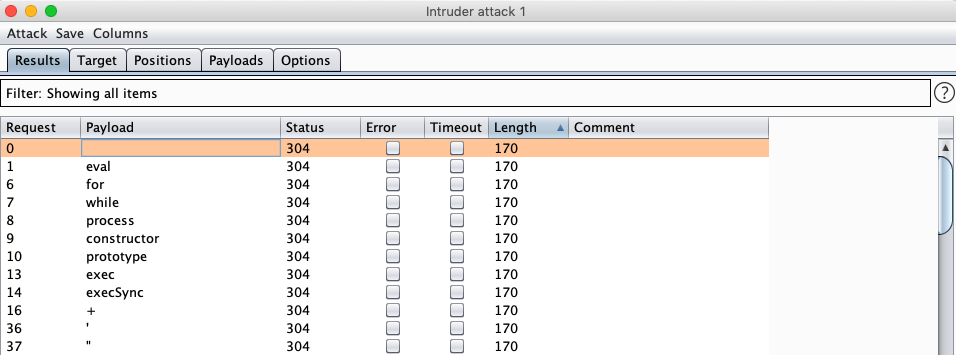 Intruder attack 1
Attack Save Columns
Results Target Positions Payloads Options
Filter: Showing all items ?
Request Payload Status Error Timeout Length Comment
0 304 170
1 eval 304 170
6 for 304 170
7 while 304 170
8 process 304 170
9 constructor 304 170
10 prototype 304 170
13 exec 304 170
14 execSync 304 170
16 + 304 170
36 ' 304 170
37 " 304 170